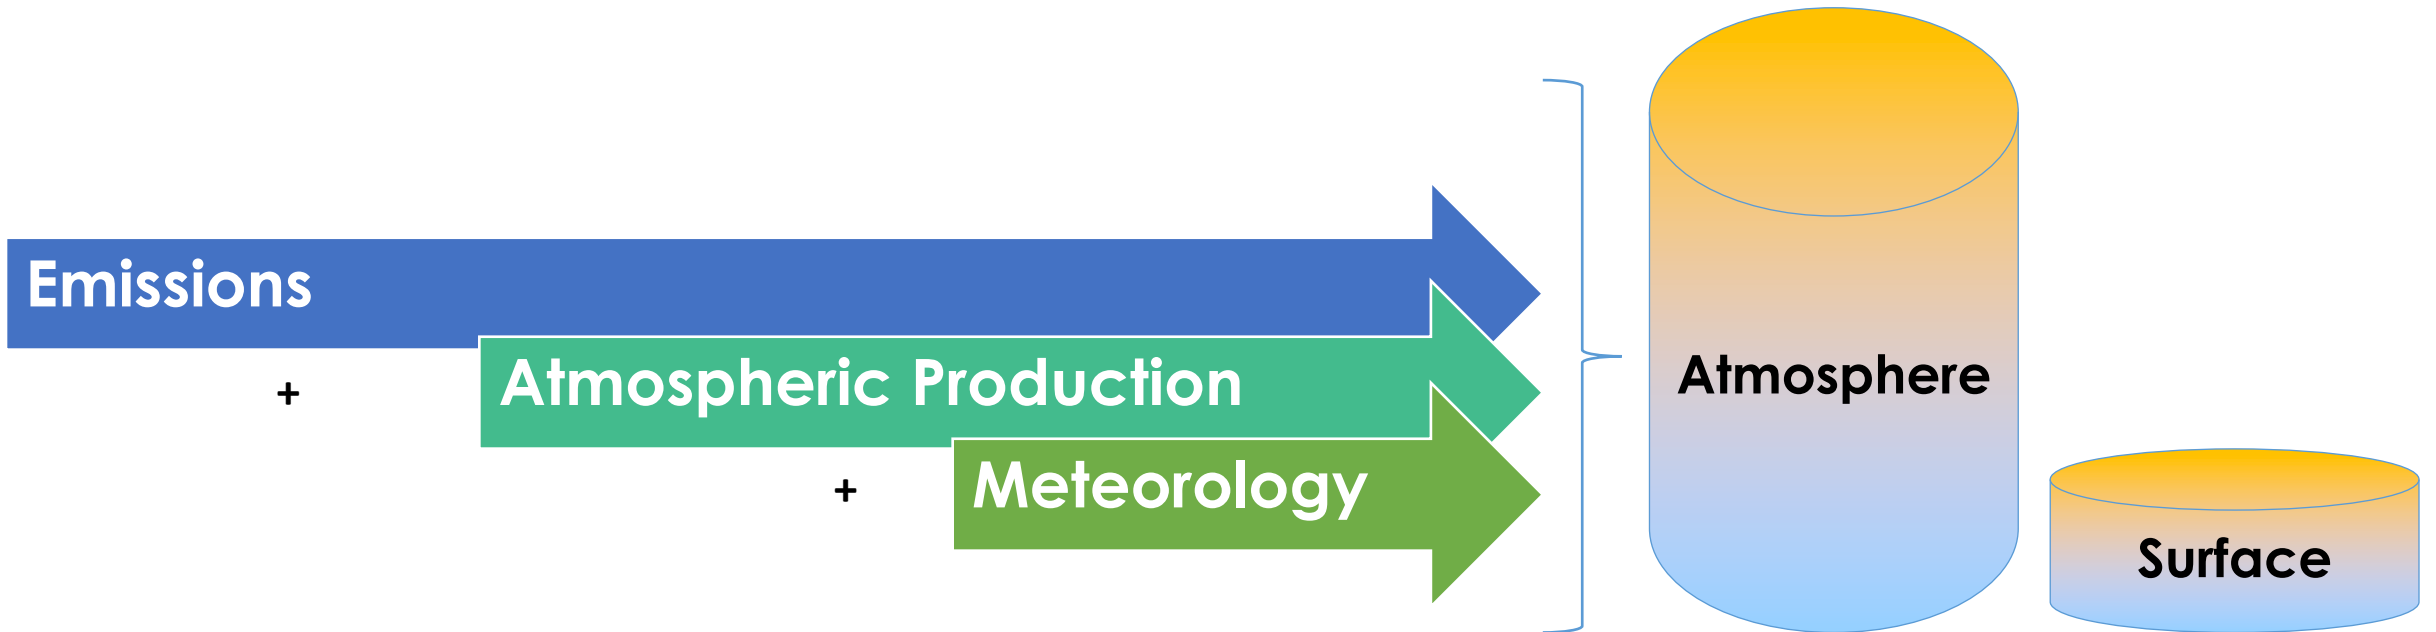 Emissions
+
Atmospheric Production
+
Meteorology
Atmosphere
Surface